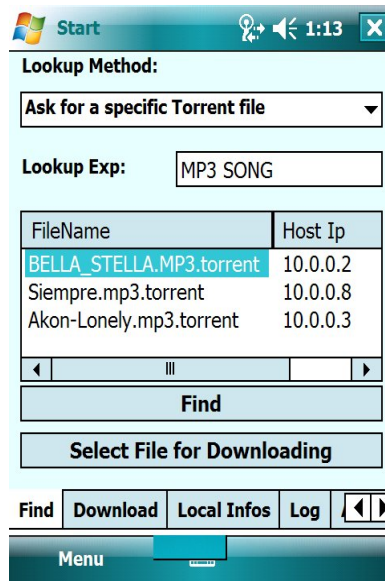 Start 1:13
Lookup Method:
Ask for a specific Torrent file
Lookup Exp: MP3 SONG
FileName Host Ip
BELLA_STELLA.MP3.torrent 10.0.0.2
Siempre.mp3.torrent 10.0.0.8
Akon-Lonely.mp3.torrent 10.0.0.3
Find
Select File for Downloading
Find Download Local Infos Log
Menu